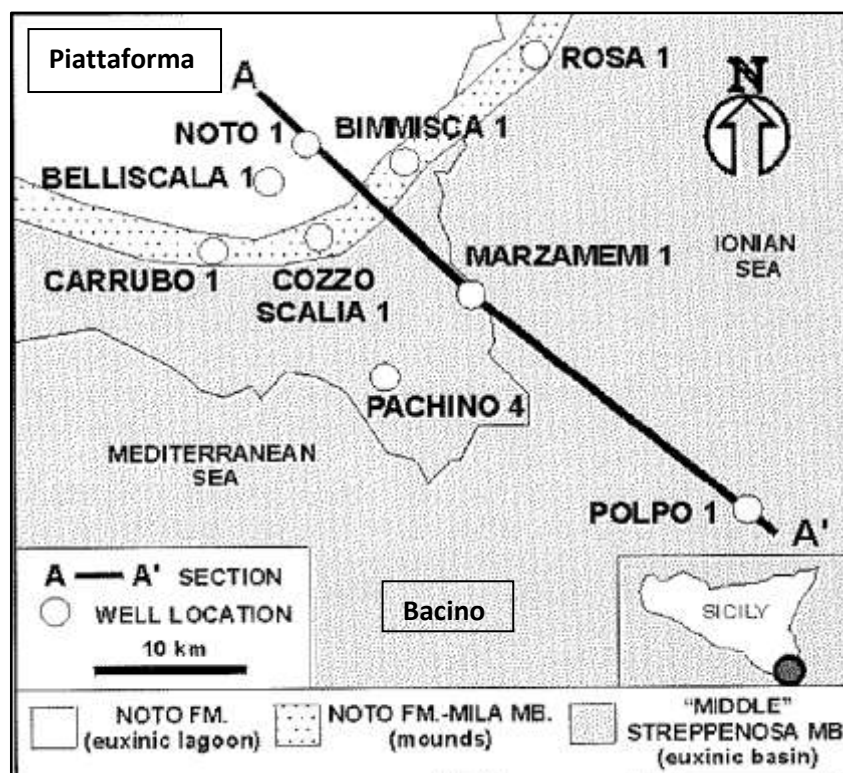 Piattaforma
A
ROSA 1
N
NOTO 1
BIMMISCA 1
BELLISCALA 1
MARZAMEMI 1
IONIAN
SEA
CARRUBO 1
COZZO
SCALIA 1
PACHINO 4
MEDITERRANEAN
SEA
POLPO 1
A'
A — A' SECTION
WELL LOCATION
10 km
Bacino
SICILY
NOTO FM.
(euxinic lagoon)
NOTO FM.-MILA MB.
(mounds)
"MIDDLE"
STREPPENOSA MB
(euxinic basin)